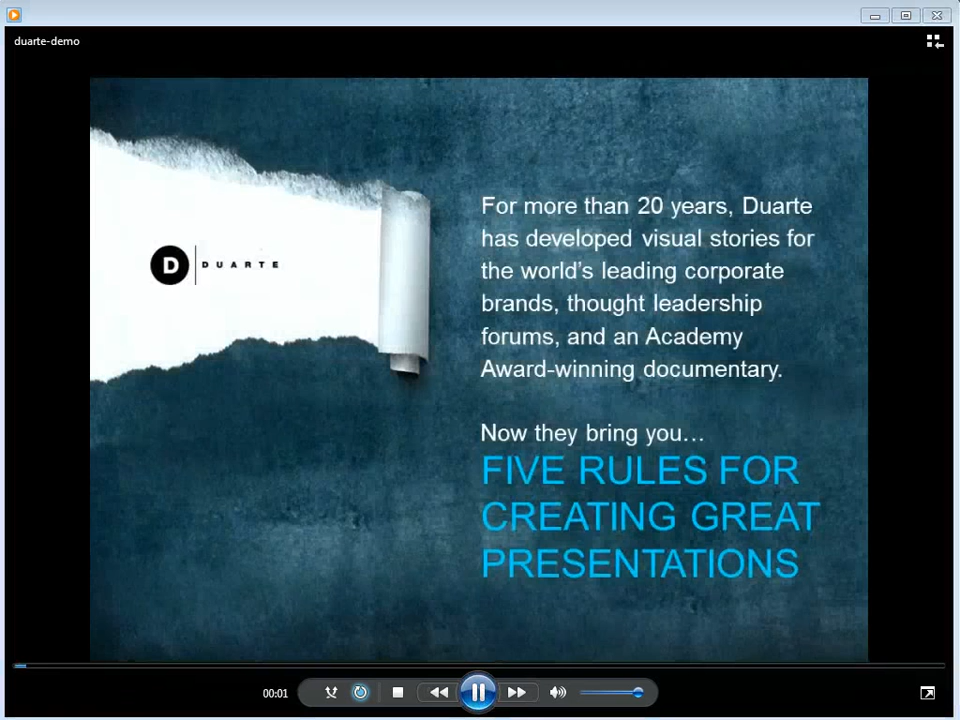 duarte-demo
For more than 20 years, Duarte
has developed visual stories for
the world's leading corporate
brands, thought leadership
forums, and an Academy
Award-winning documentary.
D | DUARTE
Now they bring you…
FIVE RULES FOR
CREATING GREAT
PRESENTATIONS
00:01